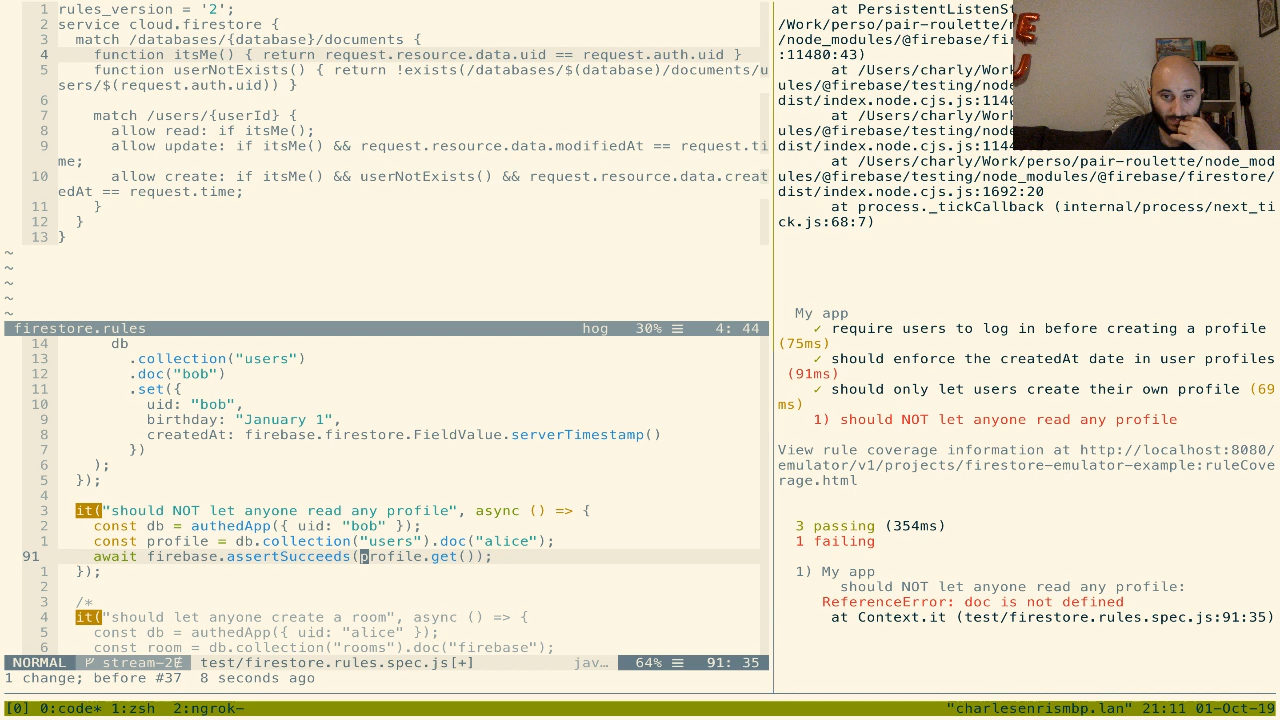 1 rules_version = '2';
2 service cloud.firestore {
3   match /databases/{database}/documents {
4     function itsMe() { return request.resource.data.uid == request.auth.uid }
5     function userNotExists() { return !exists(/databases/$(database)/documents/u
sers/$(request.auth.uid)) }
6
7     match /users/{userId} {
8       allow read: if itsMe();
9       allow update: if itsMe() && request.resource.data.modifiedAt == request.ti
me;
10       allow create: if itsMe() && userNotExists() && request.resource.data.creat
edAt == request.time;
11     }
12   }
13 }
~
~
~
~
~
firestore.rules hog 30% ☰ 4: 44
14       db
13         .collection("users")
12         .doc("bob")
11         .set({
10           uid: "bob",
9           birthday: "January 1",
8           createdAt: firebase.firestore.FieldValue.serverTimestamp()
7         })
6     );
5   });
4
3   it("should NOT let anyone read any profile", async () => {
2     const db = authedApp({ uid: "bob" });
1     const profile = db.collection("users").doc("alice");
91     await firebase.assertSucceeds(profile.get());
1   });
2
3   /*
4   it("should let anyone create a room", async () => {
5     const db = authedApp({ uid: "alice" });
6     const room = db.collection("rooms").doc("firebase");
NORMAL stream-2 test/firestore.rules.spec.js[+] jav… 64% ☰ 91: 35
1 change; before #37  8 seconds ago
at PersistentListenSt
/Work/perso/pair-roulette/n
/node_modules/@firebase/fir
:11480:43)
at /Users/charly/Work
ules/@firebase/testing/node
dist/index.node.cjs.js:1140
at /Users/charly/Work
ules/@firebase/testing/node
dist/index.node.cjs.js:114
at /Users/charly/Work/perso/pair-roulette/node_mod
ules/@firebase/testing/node_modules/@firebase/firestore/
dist/index.node.cjs.js:1692:20
at process._tickCallback (internal/process/next_ti
ck.js:68:7)
My app
✓ require users to log in before creating a profile
(75ms)
✓ should enforce the createdAt date in user profiles
(91ms)
✓ should only let users create their own profile (69
ms)
1) should NOT let anyone read any profile
View rule coverage information at http://localhost:8080/
emulator/v1/projects/firestore-emulator-example:ruleCove
rage.html
3 passing (354ms)
1 failing
1) My app
should NOT let anyone read any profile:
ReferenceError: doc is not defined
at Context.it (test/firestore.rules.spec.js:91:35)
[0] 0:code* 1:zsh  2:ngrok- "charlesenrismbp.lan" 21:11 01-Oct-19